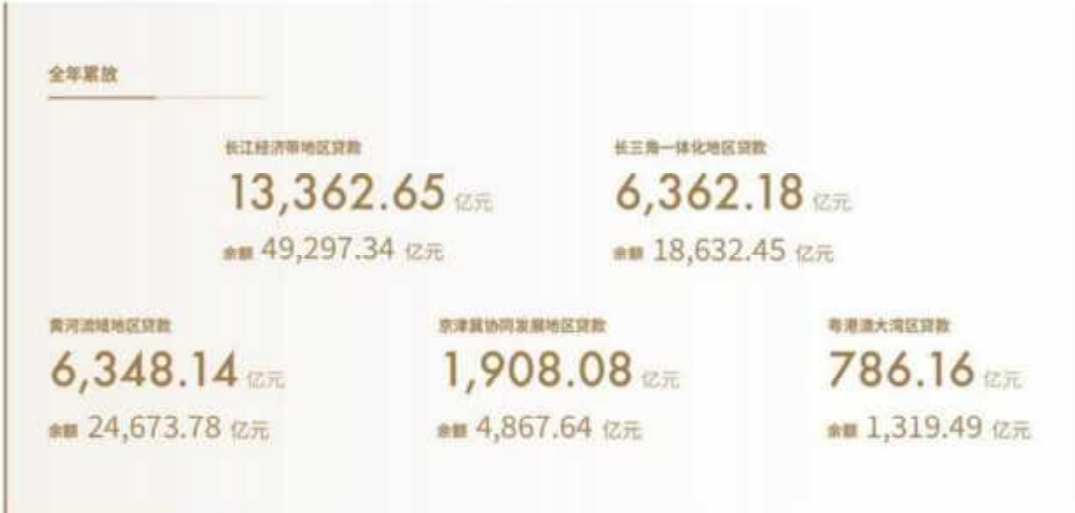 全年累放
长江经济带地区贷款
13,362.65 亿元
余额 49,297.34 亿元
长三角一体化地区贷款
6,362.18 亿元
余额 18,632.45 亿元
黄河流域地区贷款
6,348.14 亿元
余额 24,673.78 亿元
京津冀协同发展地区贷款
1,908.08 亿元
余额 4,867.64 亿元
粤港澳大湾区贷款
786.16 亿元
余额 1,319.49 亿元